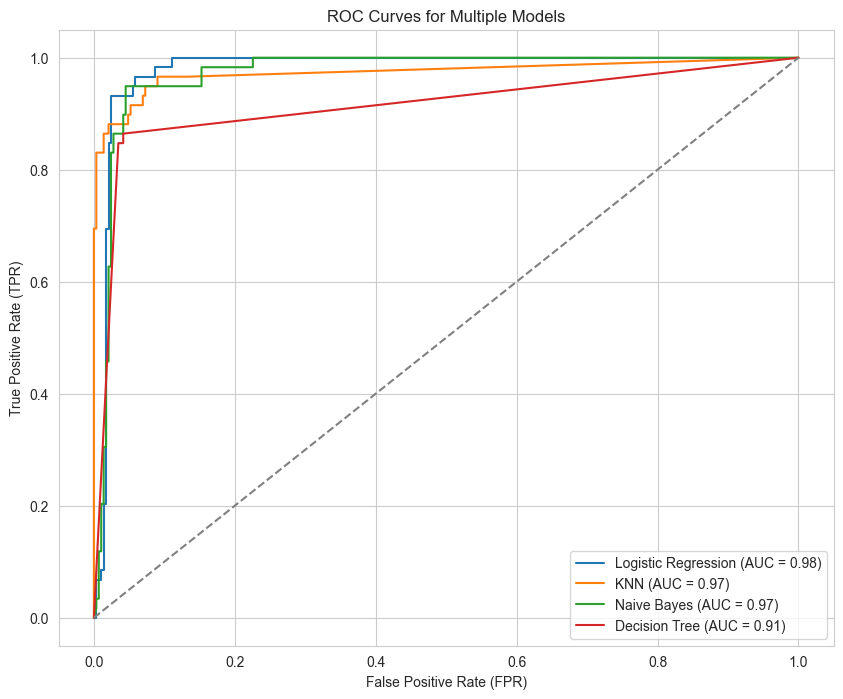 ROC Curves for Multiple Models
1.0
0.8
0.6
0.4
0.2
0.0
True Positive Rate (TPR)
Logistic Regression (AUC = 0.98)
KNN (AUC = 0.97)
Naive Bayes (AUC = 0.97)
Decision Tree (AUC = 0.91)
0.0 0.2 0.4 0.6 0.8 1.0
False Positive Rate (FPR)